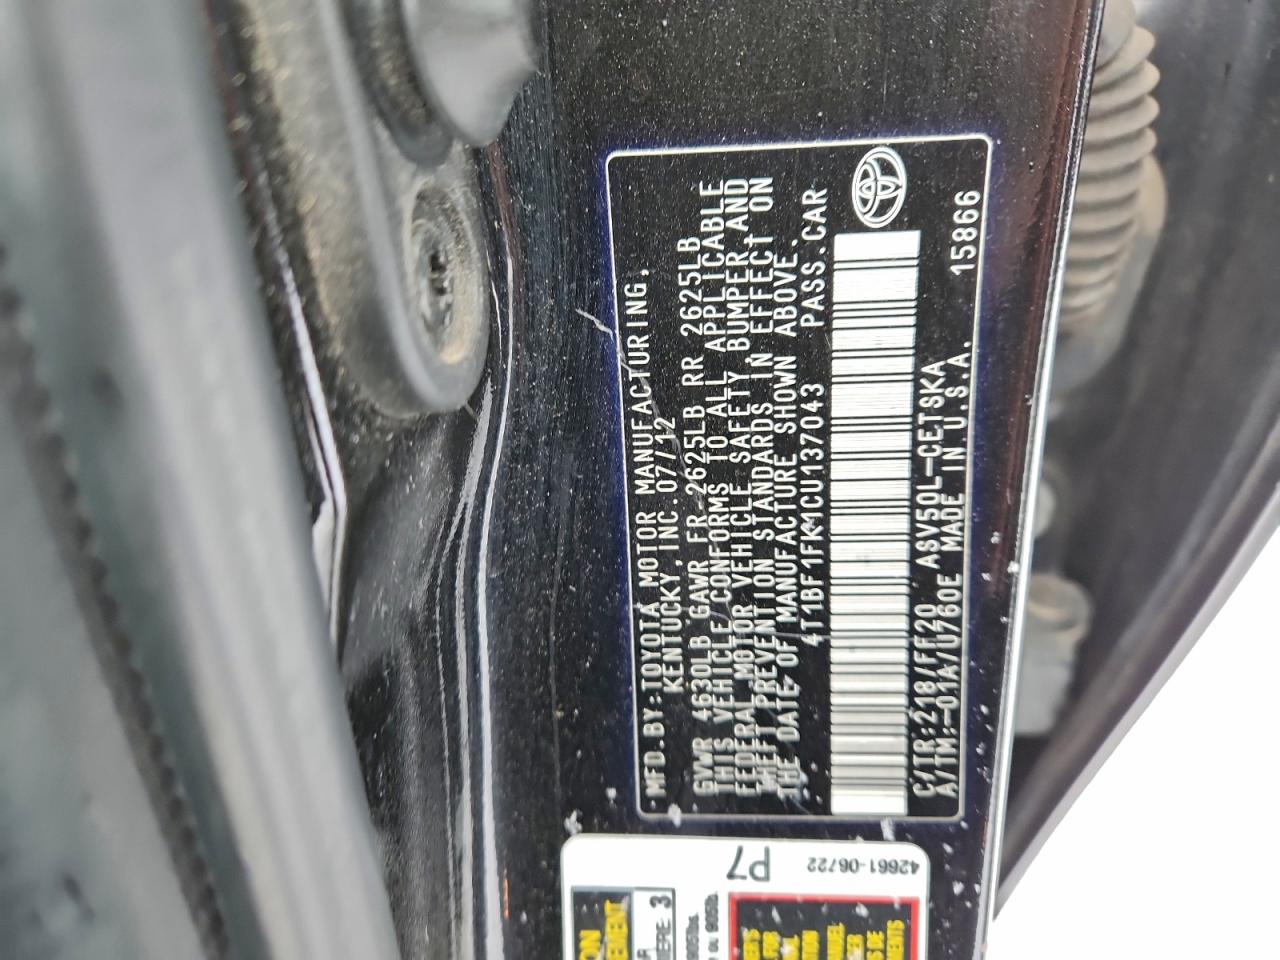 MFD.BY:TOYOTA MOTOR MANUFACTURING,
KENTUCKY, INC. 07/12
GVWR 4630LB GAWR FR 2625LB RR 2625LB
THIS VEHICLE CONFORMS TO ALL APPLICABLE
FEDERAL MOTOR VEHICLE SAFETY,BUMPER,AND
THEFT PREVENTION STANDARDS IN EFFECT ON
THE DATE OF MANUFACTURE SHOWN ABOVE.
4T1BF1FK1CU137043 PASS.CAR
C/TR:218/FF20 ASV50L-CETSKA 15866
A/TM:-01A/U760E MADE IN U.S.A.
P7
42661-06722
3